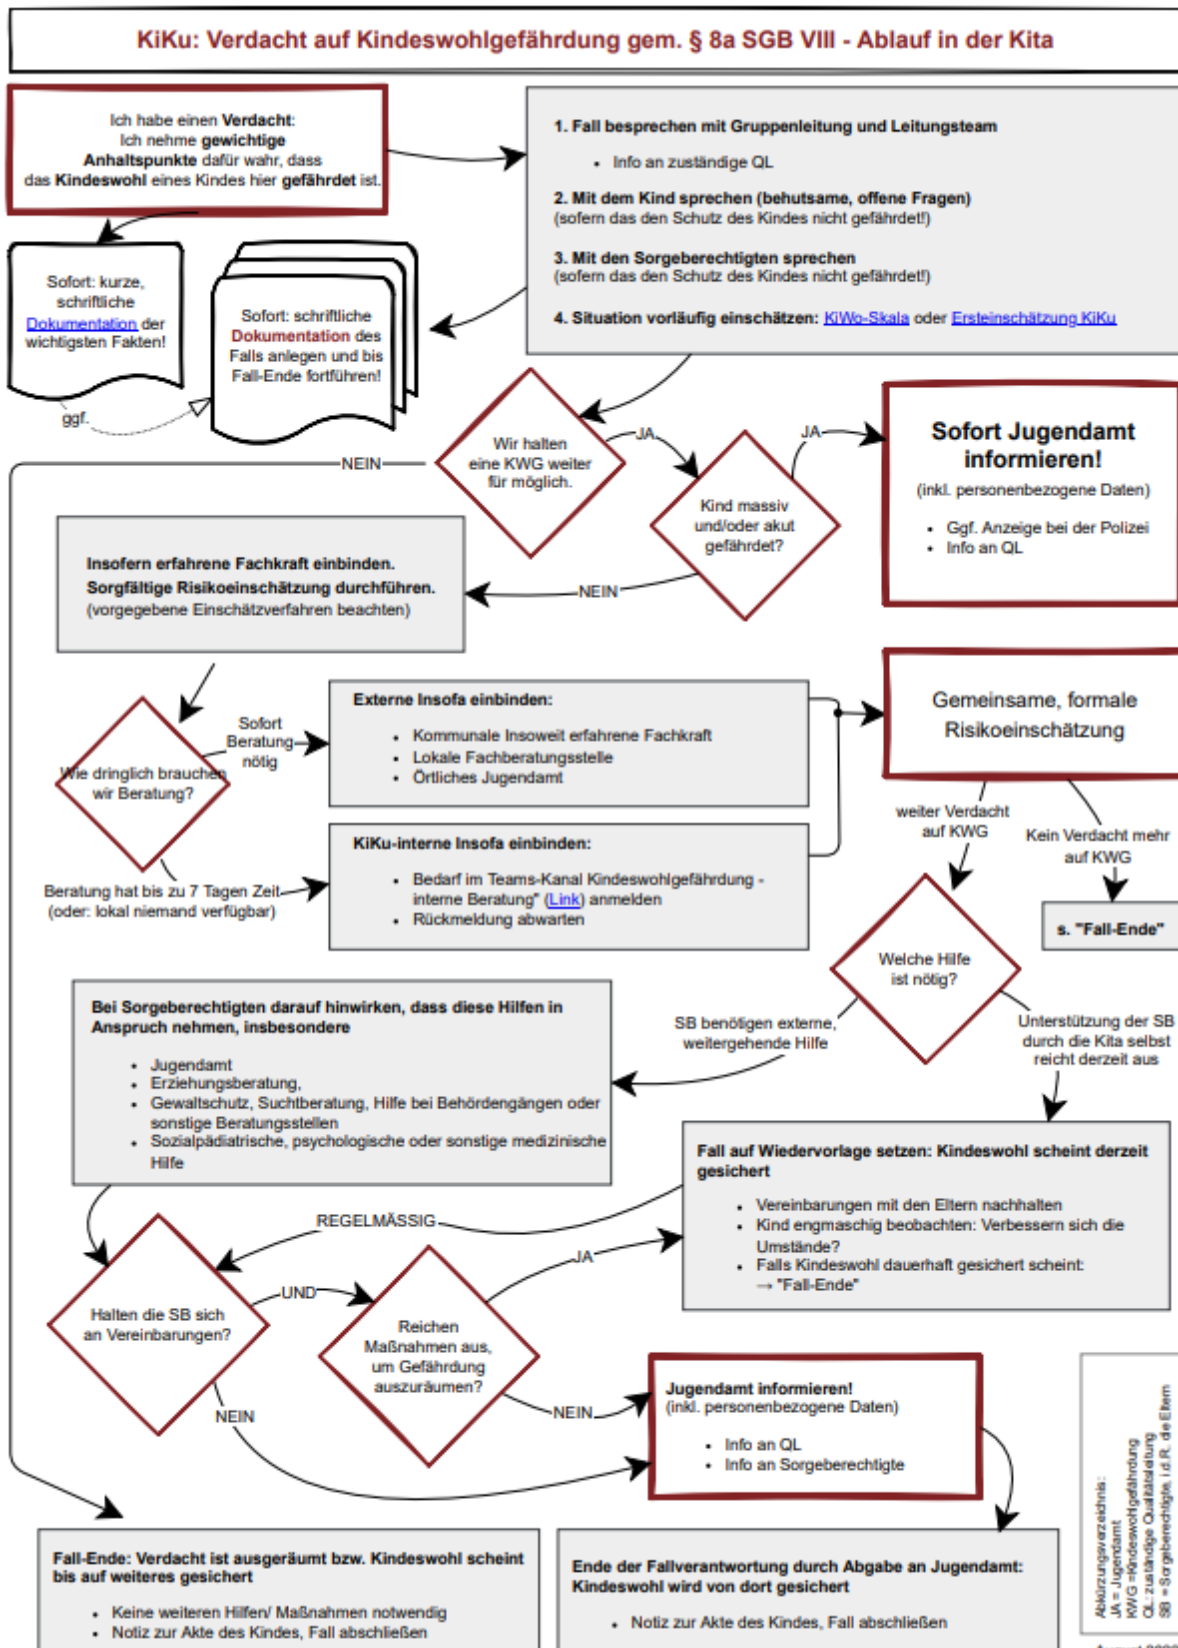 KiKu: Verdacht auf Kindeswohlgefährdung gem. § 8a SGB VIII - Ablauf in der Kita
Ich habe einen Verdacht:
Ich nehme gewichtige
Anhaltspunkte dafür wahr, dass
das Kindeswohl eines Kindes hier gefährdet ist.
1. Fall besprechen mit Gruppenleitung und Leitungsteam
• Info an zuständige QL
2. Mit dem Kind sprechen (behutsame, offene Fragen)
(sofern das den Schutz des Kindes nicht gefährdet!)
3. Mit den Sorgeberechtigten sprechen
(sofern das den Schutz des Kindes nicht gefährdet!)
4. Situation vorläufig einschätzen: KiWo-Skala oder Ersteinschätzung KiKu
Sofort: kurze,
schriftliche
Dokumentation der
wichtigsten Fakten!
ggf.
Sofort: schriftliche
Dokumentation des
Falls anlegen und bis
Fall-Ende fortführen!
Wir halten
eine KWG weiter
für möglich.
NEIN
JA
Kind massiv
und/oder akut
gefährdet?
JA
NEIN
Sofort Jugendamt
informieren!
(inkl. personenbezogene Daten)
• Ggf. Anzeige bei der Polizei
• Info an QL
Insofern erfahrene Fachkraft einbinden.
Sorgfältige Risikoeinschätzung durchführen.
(vorgegebene Einschätzverfahren beachten)
Wie dringlich brauchen
wir Beratung?
Sofort
Beratung
nötig
Beratung hat bis zu 7 Tagen Zeit
(oder: lokal niemand verfügbar)
Externe Insofa einbinden:
• Kommunale Insoweit erfahrene Fachkraft
• Lokale Fachberatungsstelle
• Örtliches Jugendamt
KiKu-interne Insofa einbinden:
• Bedarf im Teams-Kanal Kindeswohlgefährdung -
interne Beratung" (Link) anmelden
• Rückmeldung abwarten
Gemeinsame, formale
Risikoeinschätzung
weiter Verdacht
auf KWG
Kein Verdacht mehr
auf KWG
s. "Fall-Ende"
Welche Hilfe
ist nötig?
SB benötigen externe,
weitergehende Hilfe
Unterstützung der SB
durch die Kita selbst
reicht derzeit aus
Bei Sorgeberechtigten darauf hinwirken, dass diese Hilfen in
Anspruch nehmen, insbesondere
• Jugendamt
• Erziehungsberatung,
• Gewaltschutz, Suchtberatung, Hilfe bei Behördengängen oder
sonstige Beratungsstellen
• Sozialpädiatrische, psychologische oder sonstige medizinische
Hilfe
Fall auf Wiedervorlage setzen: Kindeswohl scheint derzeit
gesichert
• Vereinbarungen mit den Eltern nachhalten
• Kind engmaschig beobachten: Verbessern sich die
Umstände?
• Falls Kindeswohl dauerhaft gesichert scheint:
→ "Fall-Ende"
REGELMÄSSIG
Halten die SB sich
an Vereinbarungen?
UND
NEIN
Reichen
Maßnahmen aus,
um Gefährdung
auszuräumen?
JA
NEIN
Jugendamt informieren!
(inkl. personenbezogene Daten)
• Info an QL
• Info an Sorgeberechtigte
Fall-Ende: Verdacht ist ausgeräumt bzw. Kindeswohl scheint
bis auf weiteres gesichert
• Keine weiteren Hilfen/ Maßnahmen notwendig
• Notiz zur Akte des Kindes, Fall abschließen
Ende der Fallverantwortung durch Abgabe an Jugendamt:
Kindeswohl wird von dort gesichert
• Notiz zur Akte des Kindes, Fall abschließen
Abkürzungsverzeichnis:
JA = Jugendamt
KWG =Kindeswohlgefährdung
QL: zuständige Qualitätsleitung
SB = Sorgeberechtigte, i.d.R. die Eltern